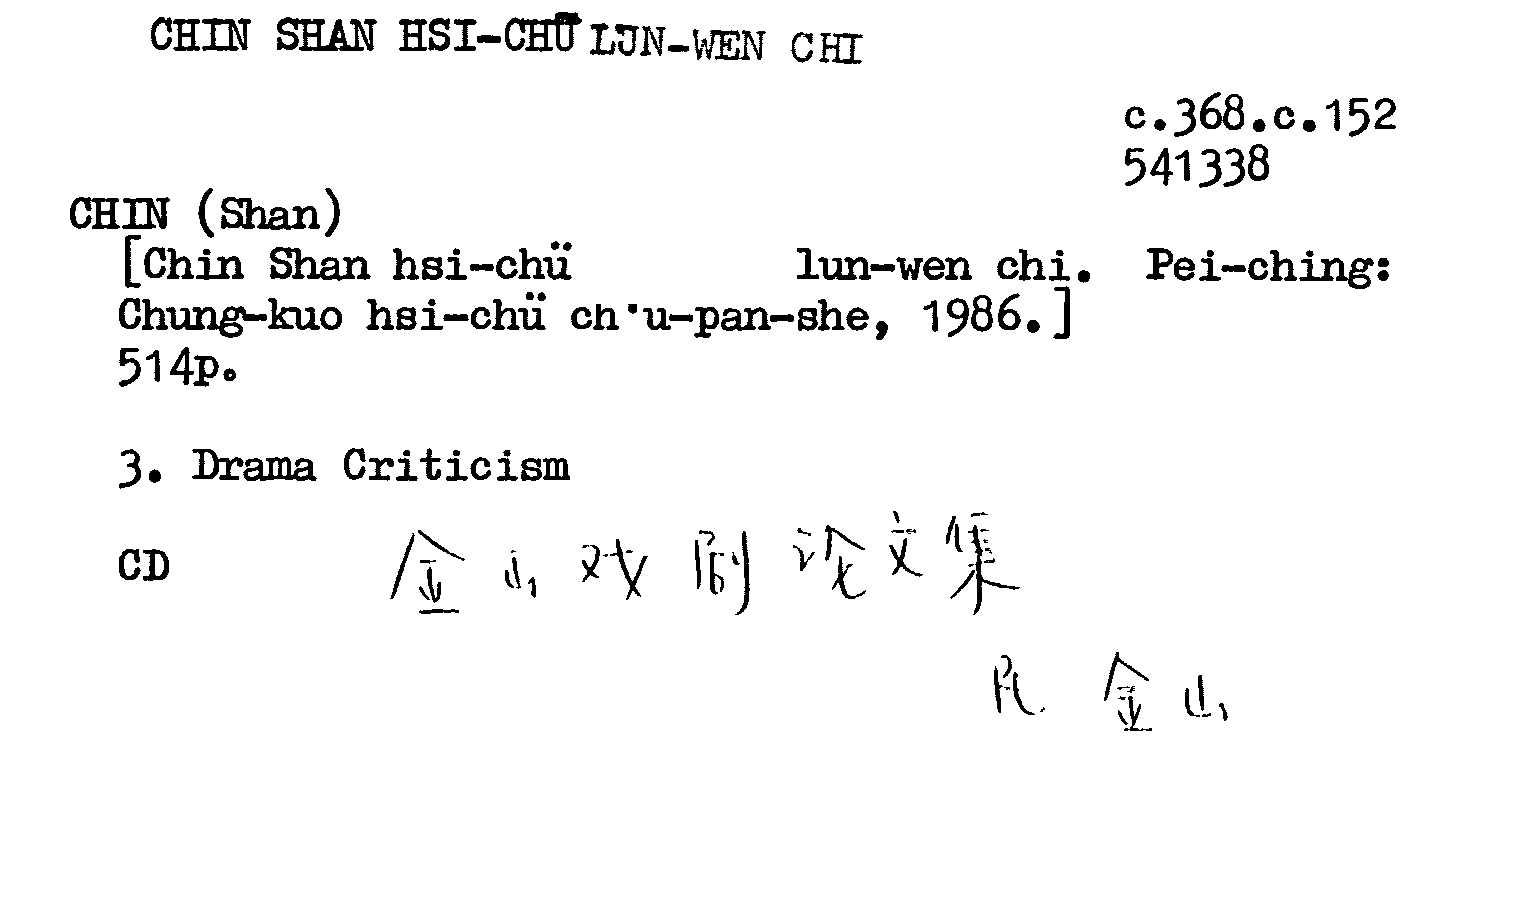 CHIN SHAN HSI-CHÜ LUN-WEN CHI
c.368.c.152
541338
CHIN (Shan)
[Chin Shan hsi-chü lun-wen chi. Pei-ching:
Chung-kuo hsi-chü ch'u-pan-she, 1986.]
514p.
3. Drama Criticism
CD
金山戏剧论文集
金山